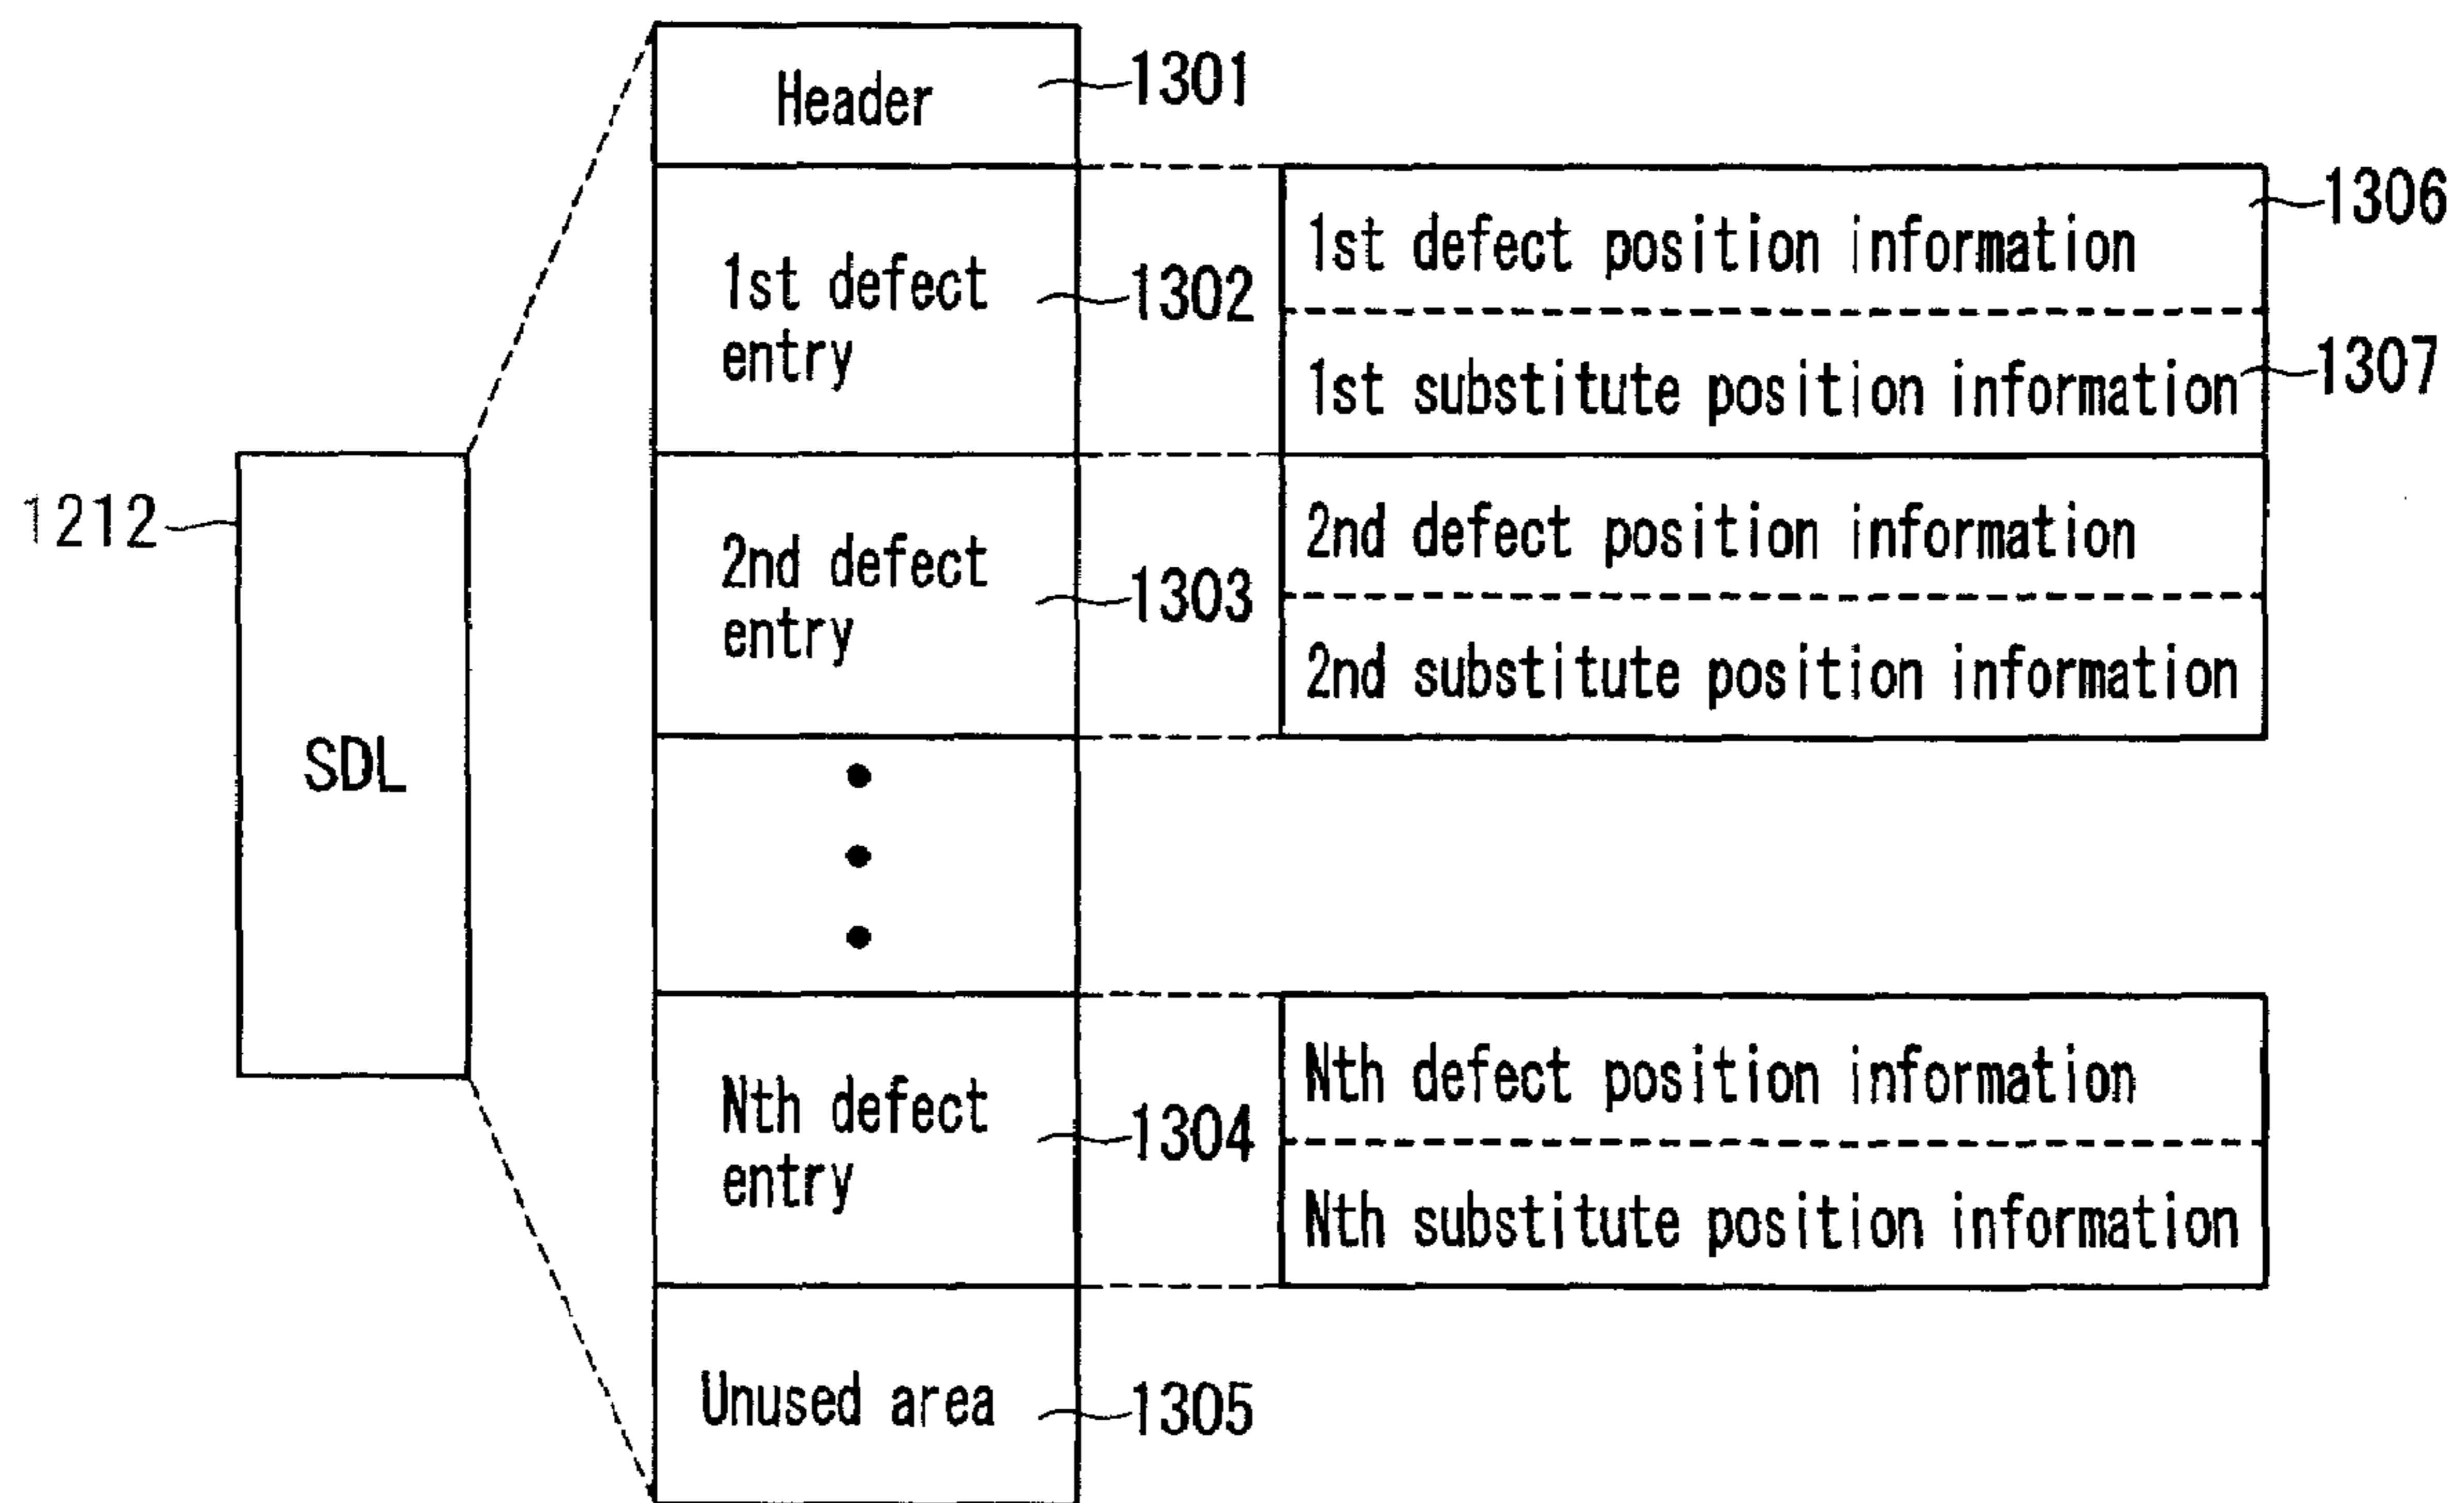 Header
1301
1306
1st defect position information
1st defect
entry
1302
1st substitute position information
1307
1212
2nd defect position information
2nd defect
entry
1303
2nd substitute position information
SDL
Nth defect position information
Nth defect
entry
1304
Nth substitute position information
Unused area
1305